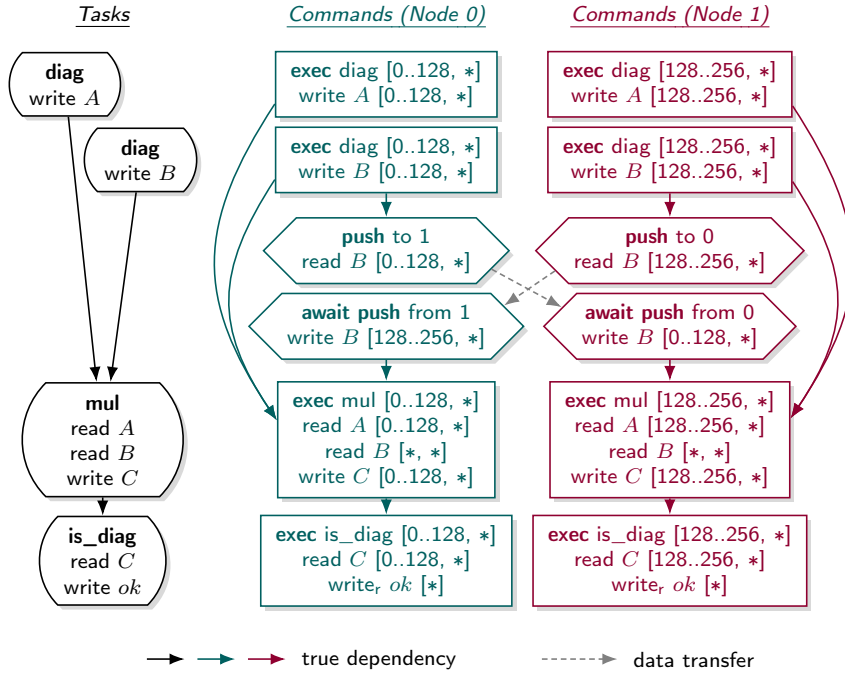 Tasks
Commands (Node 0)
Commands (Node 1)
diag
write A
diag
write B
mul
read A
read B
write C
is_diag
read C
write ok
exec diag [0..128, *]
write A [0..128, *]
exec diag [0..128, *]
write B [0..128, *]
push to 1
read B [0..128, *]
await push from 1
write B [128..256, *]
exec mul [0..128, *]
read A [0..128, *]
read B [*, *]
write C [0..128, *]
exec is_diag [0..128, *]
read C [0..128, *]
writeᵣ ok [*]
exec diag [128..256, *]
write A [128..256, *]
exec diag [128..256, *]
write B [128..256, *]
push to 0
read B [128..256, *]
await push from 0
write B [0..128, *]
exec mul [128..256, *]
read A [128..256, *]
read B [*, *]
write C [128..256, *]
exec is_diag [128..256, *]
read C [128..256, *]
writeᵣ ok [*]
true dependency
data transfer